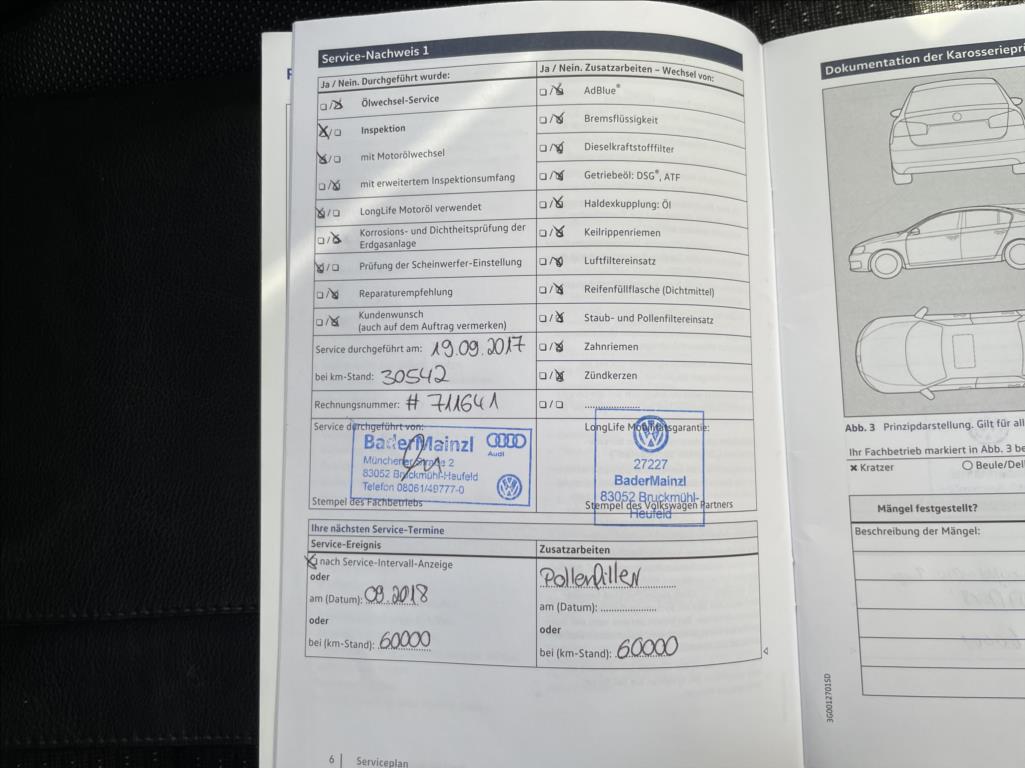 Service-Nachweis 1
Ja / Nein. Durchgeführt wurde:
Ölwechsel-Service
Inspektion
mit Motorölwechsel
mit erweitertem Inspektionsumfang
LongLife Motoröl verwendet
Korrosions- und Dichtheitsprüfung der
Erdgasanlage
Prüfung der Scheinwerfer-Einstellung
Reparaturempfehlung
Kundenwunsch
(auch auf dem Auftrag vermerken)
Service durchgeführt am: 19.09.2017
bei km-Stand: 30542
Rechnungsnummer: # 711641
Ja / Nein. Zusatzarbeiten – Wechsel von:
AdBlue®
Bremsflüssigkeit
Dieselkraftstofffilter
Getriebeöl: DSG®, ATF
Haldexkupplung: Öl
Keilrippenriemen
Luftfiltereinsatz
Reifenfüllflasche (Dichtmittel)
Staub- und Pollenfiltereinsatz
Zahnriemen
Zündkerzen
Service durchgeführt von:
BaderMainzl
Audi
Münchener 2
83052 Bruckmühl-Heufeld
Telefon 08061/49777-0
Stempel des Fachbetriebs
LongLife Mobilitätsgarantie:
27227
BaderMainzl
83052 Bruckmühl-
Heufeld
Stempel des Volkswagen Partners
Ihre nächsten Service-Termine
Service-Ereignis
nach Service-Intervall-Anzeige
oder
am (Datum): 09.2018
oder
bei (km-Stand): 60000
Zusatzarbeiten
Pollenfilter
am (Datum): ....................
oder
bei (km-Stand): 60000
6 | Serviceplan
Dokumentation der Karosseriepri
Abb. 3 Prinzipdarstellung. Gilt für all
Ihr Fachbetrieb markiert in Abb. 3 be
× Kratzer
○ Beule/Del
Mängel festgestellt?
Beschreibung der Mängel:
3G0012701SD